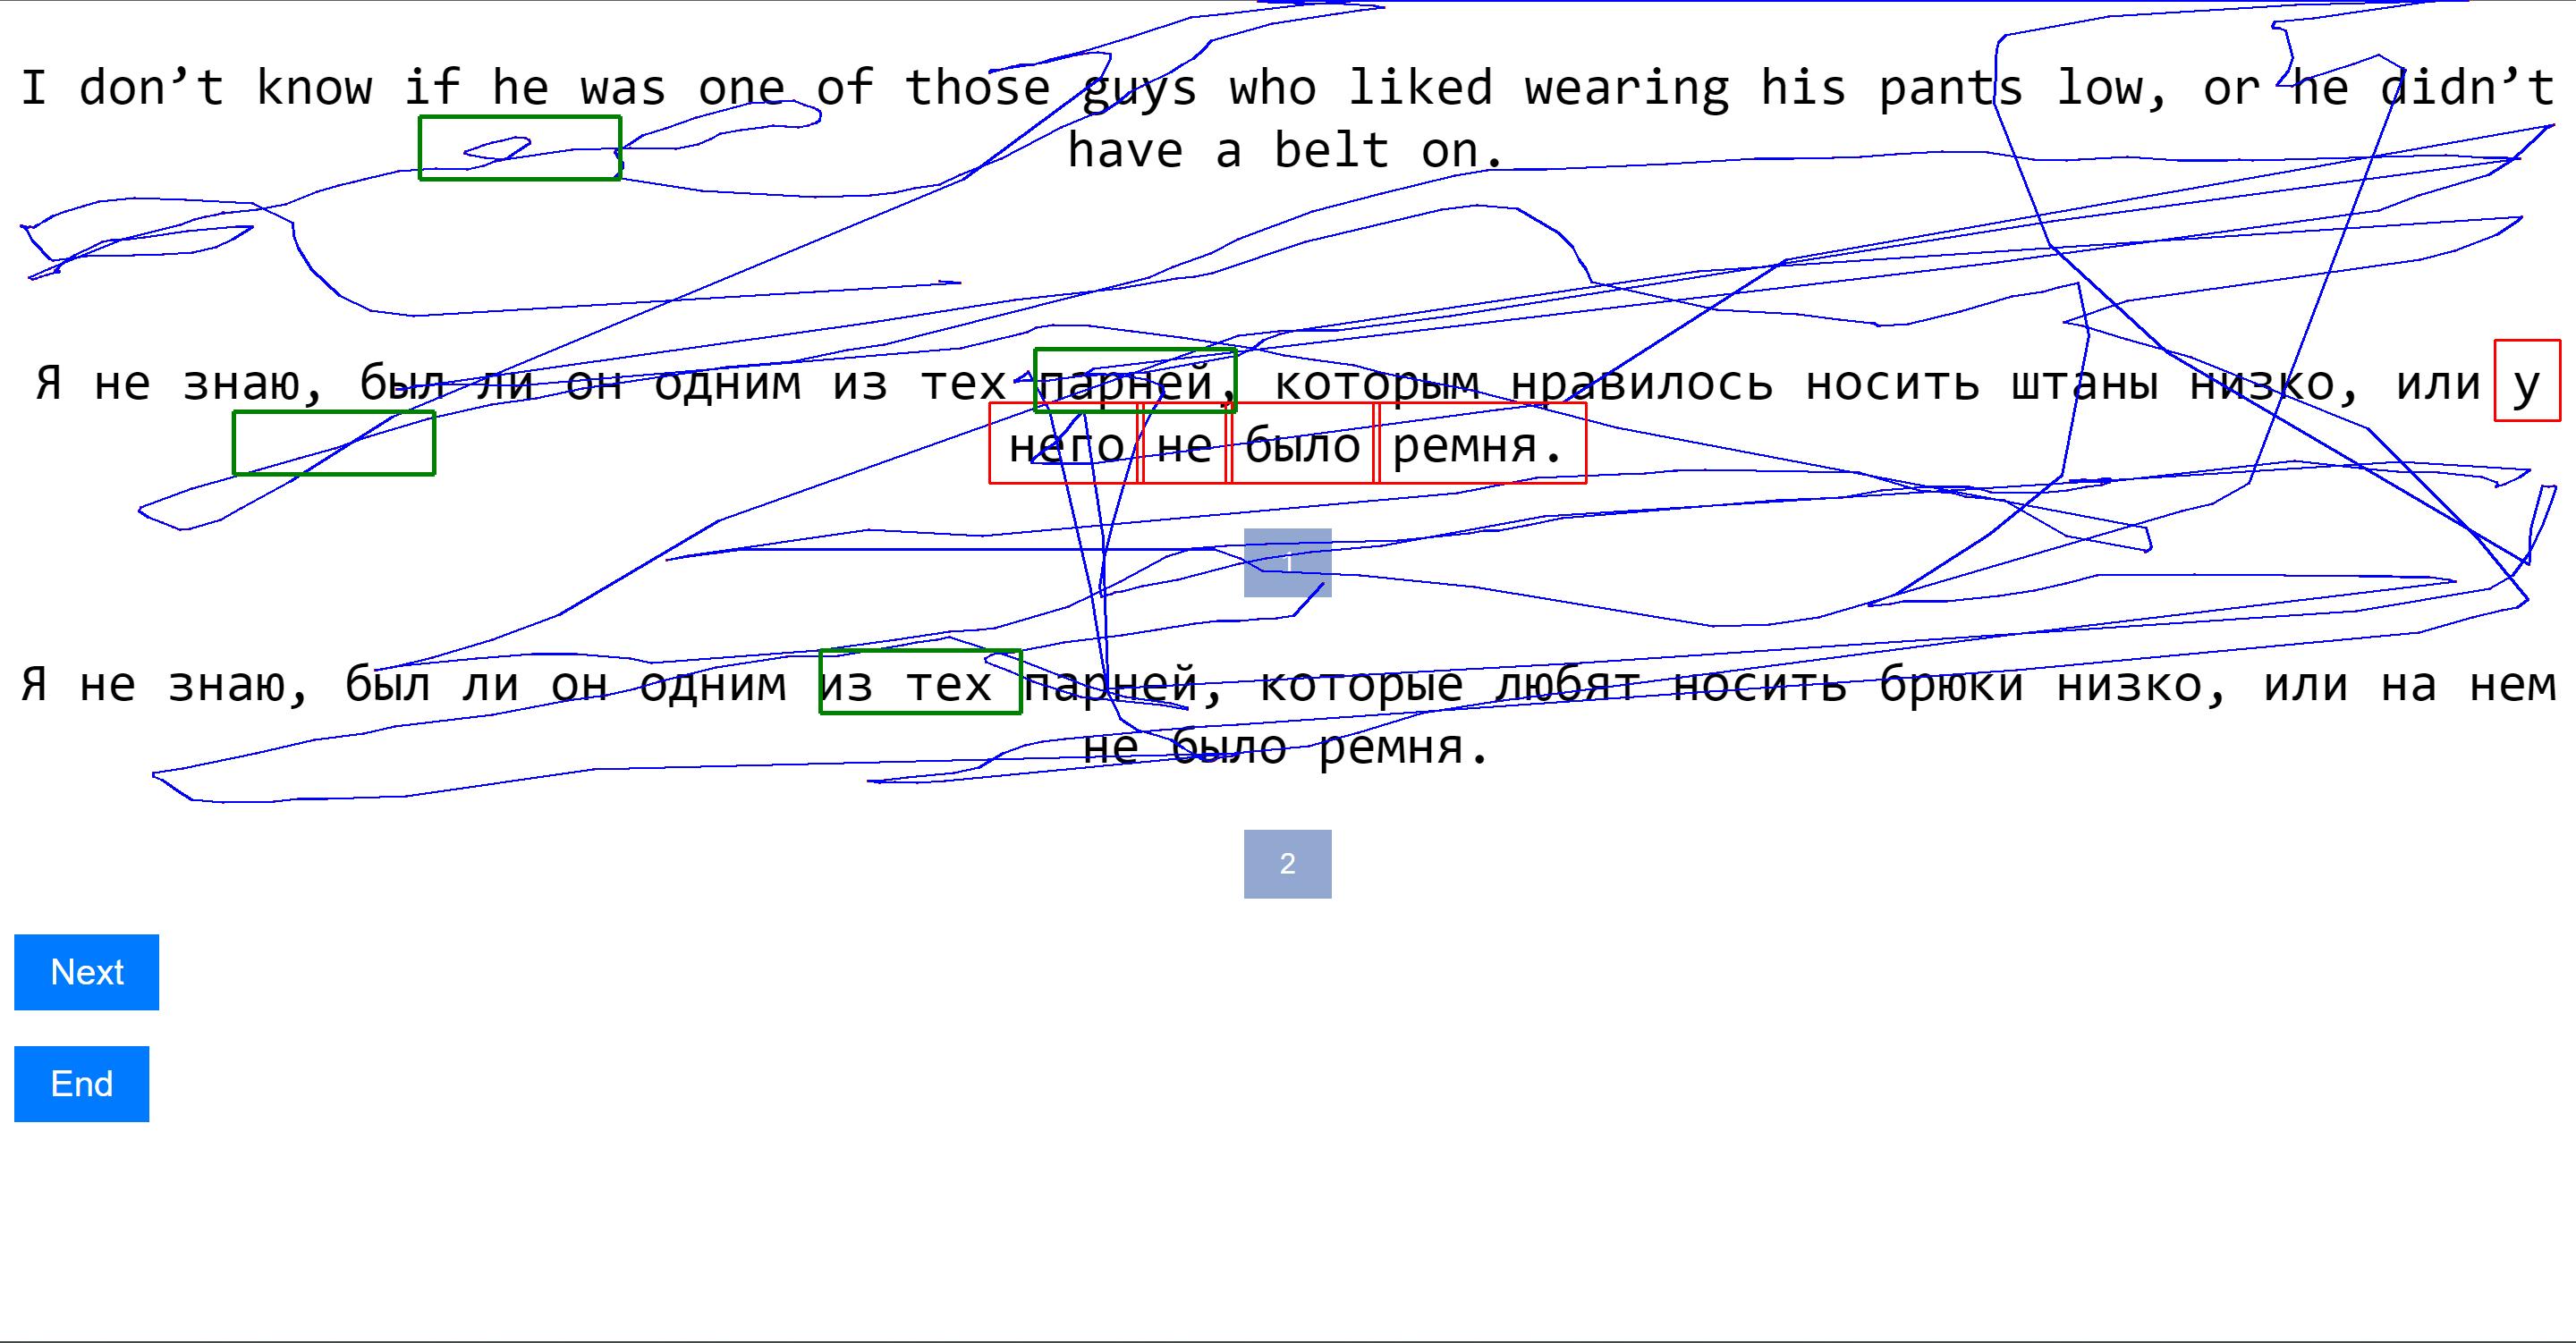 I don’t know if he was one of those guys who liked wearing his pants low, or he didn’t
have a belt on.
Я не знаю, был ли он одним из тех парней, которым нравилось носить штаны низко, или у
него не было ремня.
1
Я не знаю, был ли он одним из тех парней, которые любят носить брюки низко, или на нем
не было ремня.
2
Next
End